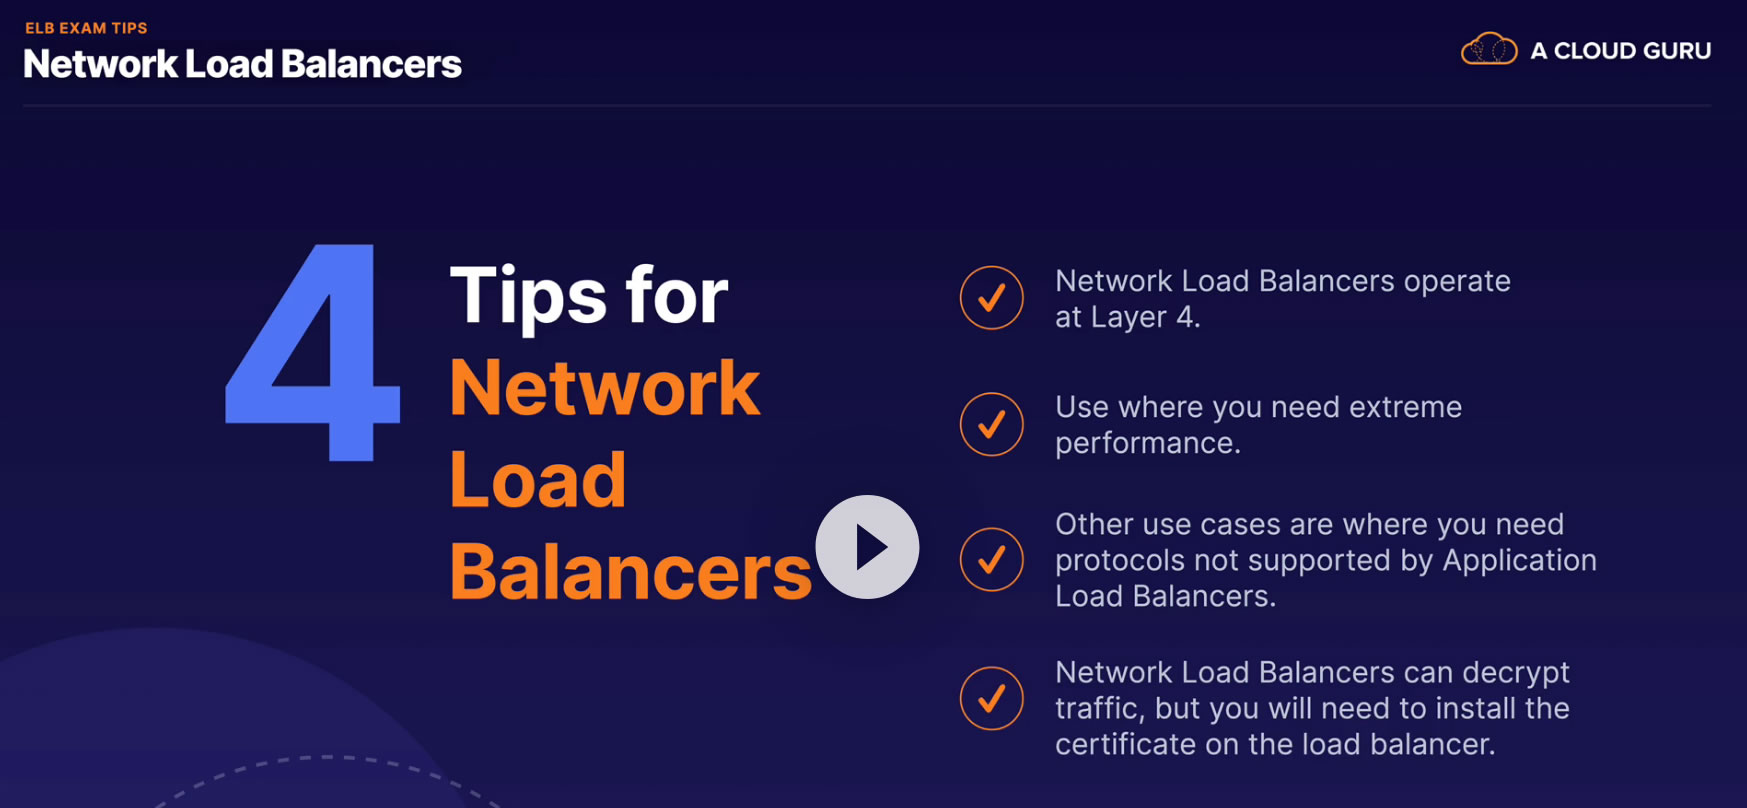 ELB EXAM TIPS
Network Load Balancers
A CLOUD GURU
4
Tips for
Network
Load
Balancers
Network Load Balancers operate
at Layer 4.
Use where you need extreme
performance.
Other use cases are where you need
protocols not supported by Application
Load Balancers.
Network Load Balancers can decrypt
traffic, but you will need to install the
certificate on the load balancer.